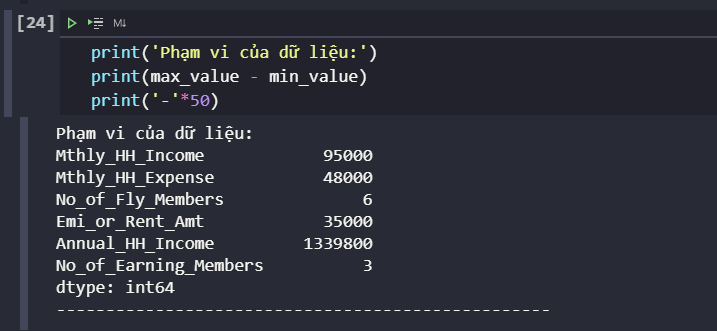 [24]
M↓
print('Phạm vi của dữ liệu:')
print(max_value - min_value)
print('-'*50)
Phạm vi của dữ liệu:
Mthly_HH_Income 95000
Mthly_HH_Expense 48000
No_of_Fly_Members 6
Emi_or_Rent_Amt 35000
Annual_HH_Income 1339800
No_of_Earning_Members 3
dtype: int64
--------------------------------------------------